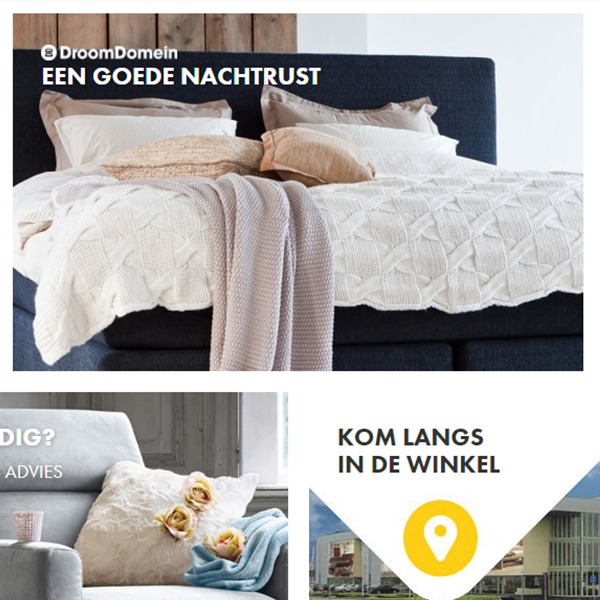 DroomDomein
EEN GOEDE NACHTRUST
DIG?
ADVIES
KOM LANGS
IN DE WINKEL